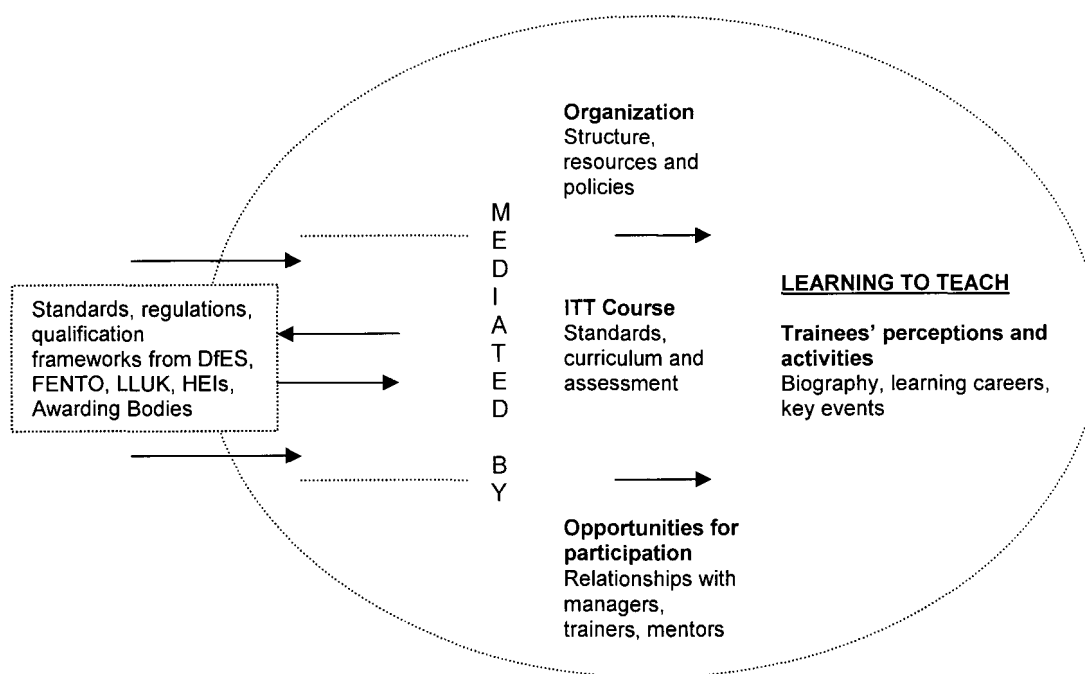 Standards, regulations,
qualification
frameworks from DfES,
FENTO, LLUK, HEIs,
Awarding Bodies
MEDIATED BY
Organization
Structure,
resources and
policies
ITT Course
Standards,
curriculum and
assessment
Opportunities for
participation
Relationships with
managers,
trainers, mentors
LEARNING TO TEACH
Trainees' perceptions and
activities
Biography, learning careers,
key events